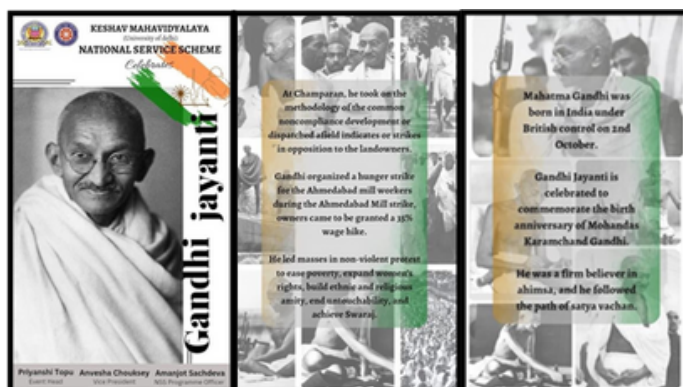 KESHAV MAHAVIDYALAYA
(University of delhi)
NATIONAL SERVICE SCHEME
Celebrates
Gandhi jayanti
Priyanshi Topu
Event Head
Anvesha Chouksey
Vice President
Amanjot Sachdeva
NSS Programme Officer
At Champaran, he took on the
methodology of the common
noncompliance development or
dispatched afield indicates or strikes
in opposition to the landowners.
Gandhi organized a hunger strike
for the Ahmedabad mill workers
during the Ahmedabad Mill strike,
owners came to be granted a 35%
wage hike.
He led masses in non-violent protest
to ease poverty, expand women's
rights, build ethnic and religious
amity, end untouchability, and
achieve Swaraj.
Mahatma Gandhi was
born in India under
British control on 2nd
October.
Gandhi Jayanti is
celebrated to
commemorate the birth
anniversary of Mohandas
Karamchand Gandhi.
He was a firm believer in
ahimsa, and he followed
the path of satya vachan.